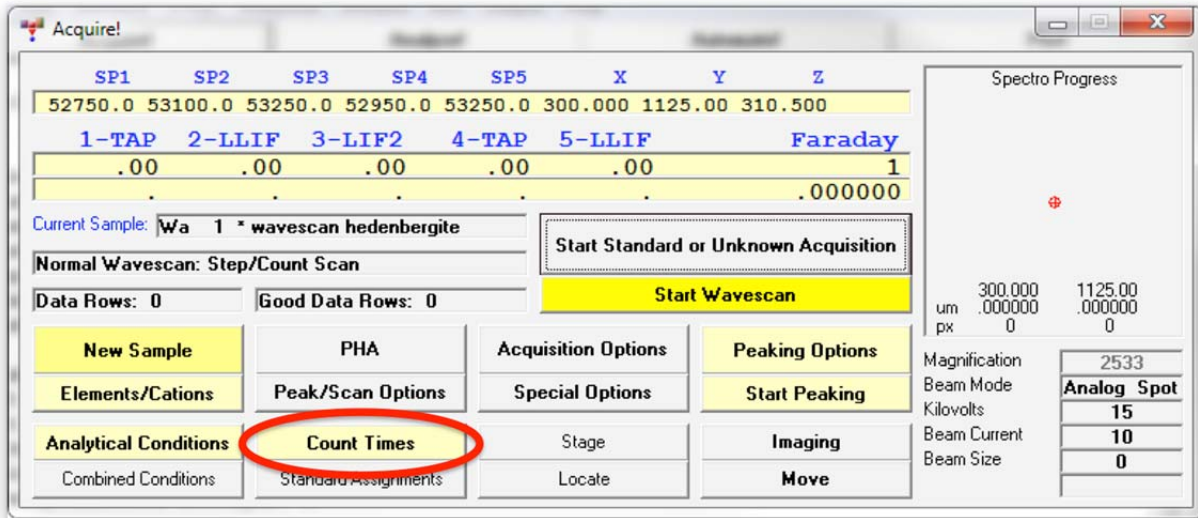 Acquire!
SP1 SP2 SP3 SP4 SP5 X Y Z
52750.0 53100.0 53250.0 52950.0 53250.0 300.000 1125.00 310.500
1-TAP 2-LLIF 3-LIF2 4-TAP 5-LLIF Faraday
.00 .00 .00 .00 .00 1
. . . . . .000000
Current Sample: Wa 1 * wavescan hedenbergite
Normal Wavescan: Step/Count Scan
Data Rows: 0 Good Data Rows: 0
Start Standard or Unknown Acquisition
Start Wavescan
New Sample PHA Acquisition Options Peaking Options
Elements/Cations Peak/Scan Options Special Options Start Peaking
Analytical Conditions Count Times Stage Imaging
Combined Conditions Standard Assignments Locate Move
Spectro Progress
300.000 1125.00
um .000000 .000000
px 0 0
Magnification 2533
Beam Mode Analog Spot
Kilovolts 15
Beam Current 10
Beam Size 0